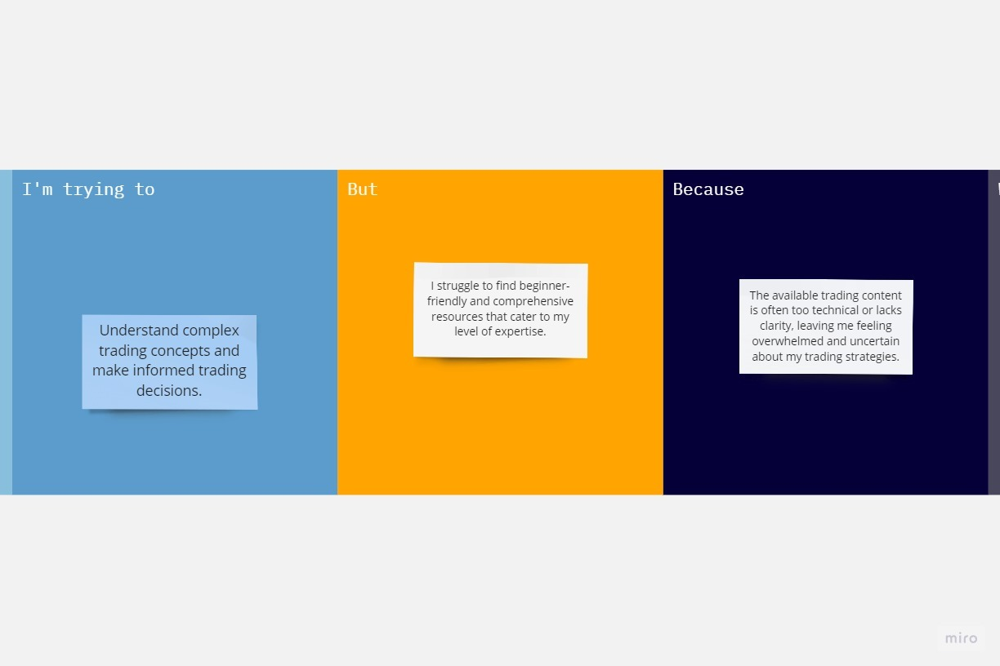 I'm trying to
Understand complex
trading concepts and
make informed trading
decisions.
But
I struggle to find beginner-
friendly and comprehensive
resources that cater to my
level of expertise.
Because
The available trading content
is often too technical or lacks
clarity, leaving me feeling
overwhelmed and uncertain
about my trading strategies.
miro